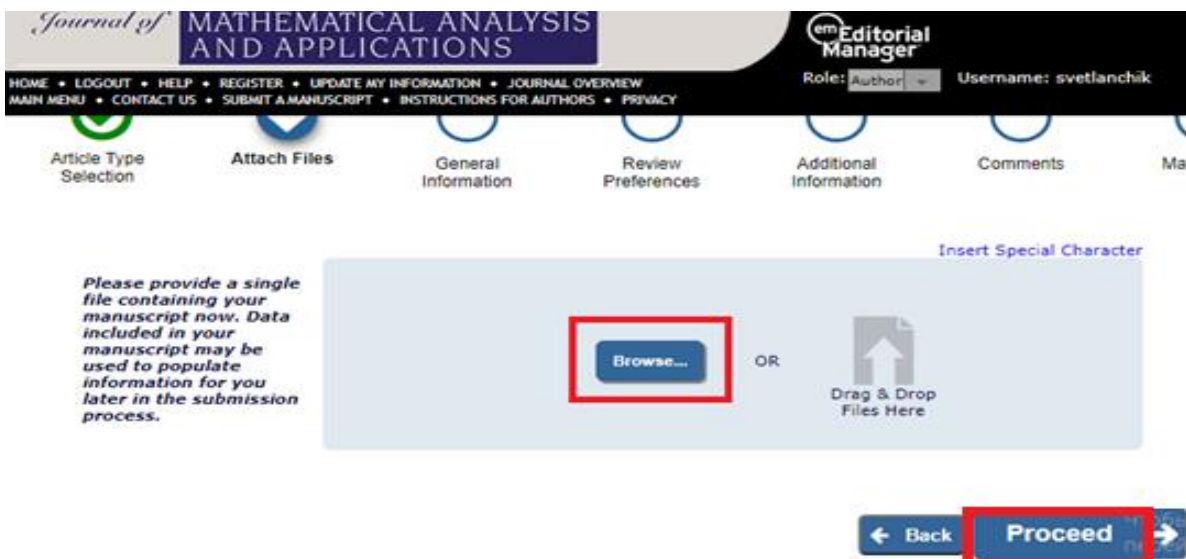 Journal of MATHEMATICAL ANALYSIS
AND APPLICATIONS
em Editorial
Manager
HOME • LOGOUT • HELP • REGISTER • UPDATE MY INFORMATION • JOURNAL OVERVIEW
MAIN MENU • CONTACT US • SUBMIT A MANUSCRIPT • INSTRUCTIONS FOR AUTHORS • PRIVACY
Role: Author Username: svetlanchik
Article Type
Selection
Attach Files
General
Information
Review
Preferences
Additional
Information
Comments
Ma
Insert Special Character
Please provide a single
file containing your
manuscript now. Data
included in your
manuscript may be
used to populate
information for you
later in the submission
process.
Browse... OR
Drag & Drop
Files Here
Back Proceed